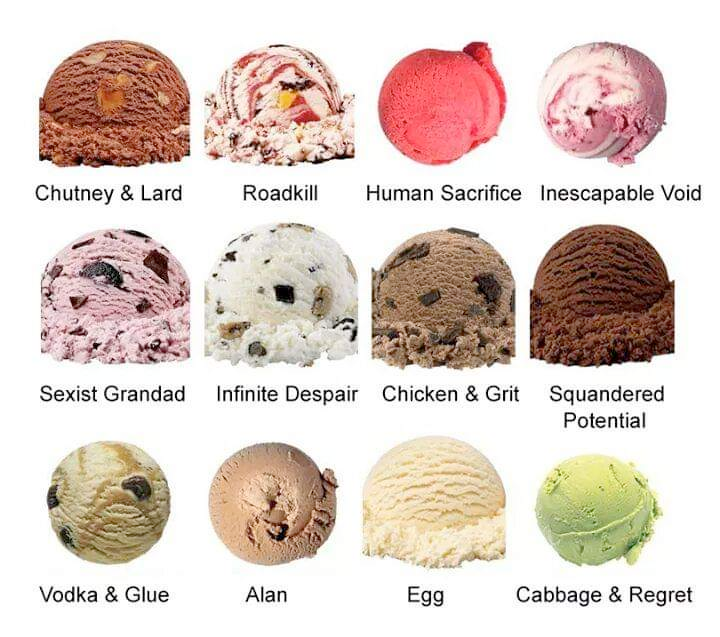 Chutney & Lard
Roadkill
Human Sacrifice
Inescapable Void
Sexist Grandad
Infinite Despair
Chicken & Grit
Squandered
Potential
Vodka & Glue
Alan
Egg
Cabbage & Regret